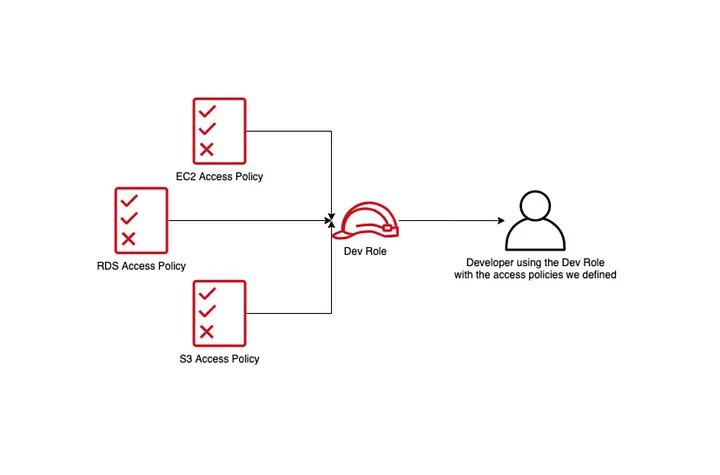 EC2 Access Policy
RDS Access Policy
Dev Role
Developer using the Dev Role
with the access policies we defined
S3 Access Policy